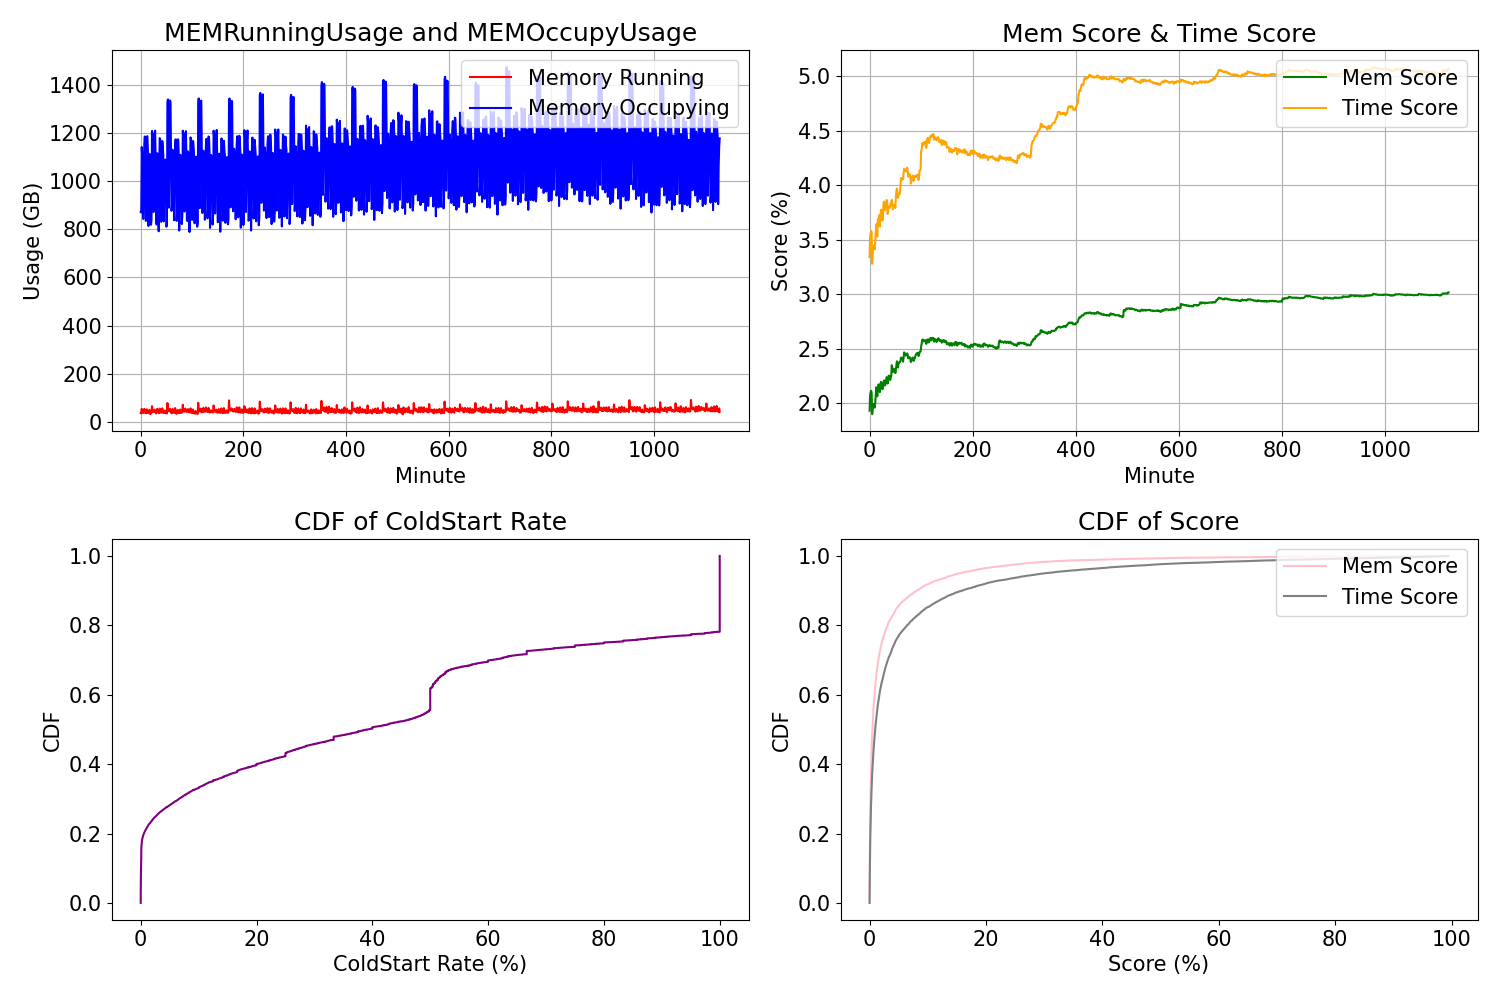 MEMRunningUsage and MEMOccupyUsage
Usage (GB)
1400
1200
1000
800
600
400
200
0
Memory Running
Memory Occupying
0 200 400 600 800 1000
Minute
Mem Score & Time Score
Score (%)
5.0
4.5
4.0
3.5
3.0
2.5
2.0
Mem Score
Time Score
0 200 400 600 800 1000
Minute
CDF of ColdStart Rate
CDF
1.0
0.8
0.6
0.4
0.2
0.0
0 20 40 60 80 100
ColdStart Rate (%)
CDF of Score
CDF
1.0
0.8
0.6
0.4
0.2
0.0
Mem Score
Time Score
0 20 40 60 80 100
Score (%)